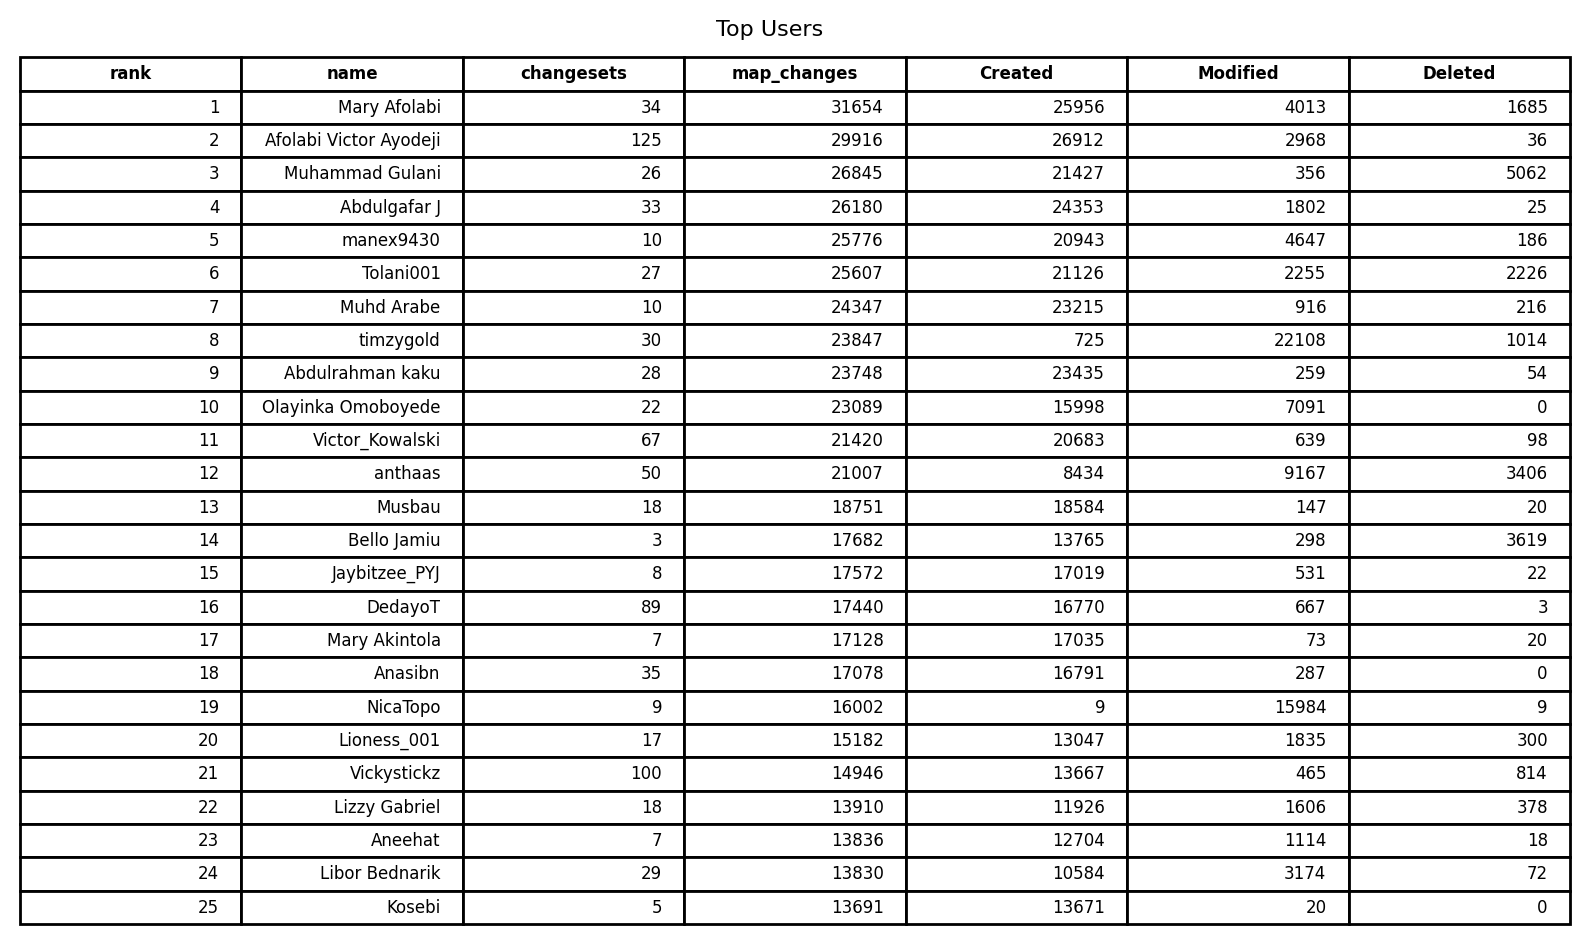 Top Users
rank name changesets map_changes Created Modified Deleted
1 Mary Afolabi 34 31654 25956 4013 1685
2 Afolabi Victor Ayodeji 125 29916 26912 2968 36
3 Muhammad Gulani 26 26845 21427 356 5062
4 Abdulgafar J 33 26180 24353 1802 25
5 manex9430 10 25776 20943 4647 186
6 Tolani001 27 25607 21126 2255 2226
7 Muhd Arabe 10 24347 23215 916 216
8 timzygold 30 23847 725 22108 1014
9 Abdulrahman kaku 28 23748 23435 259 54
10 Olayinka Omoboyede 22 23089 15998 7091 0
11 Victor_Kowalski 67 21420 20683 639 98
12 anthaas 50 21007 8434 9167 3406
13 Musbau 18 18751 18584 147 20
14 Bello Jamiu 3 17682 13765 298 3619
15 Jaybitzee_PYJ 8 17572 17019 531 22
16 DedayoT 89 17440 16770 667 3
17 Mary Akintola 7 17128 17035 73 20
18 Anasibn 35 17078 16791 287 0
19 NicaTopo 9 16002 9 15984 9
20 Lioness_001 17 15182 13047 1835 300
21 Vickystickz 100 14946 13667 465 814
22 Lizzy Gabriel 18 13910 11926 1606 378
23 Aneehat 7 13836 12704 1114 18
24 Libor Bednarik 29 13830 10584 3174 72
25 Kosebi 5 13691 13671 20 0